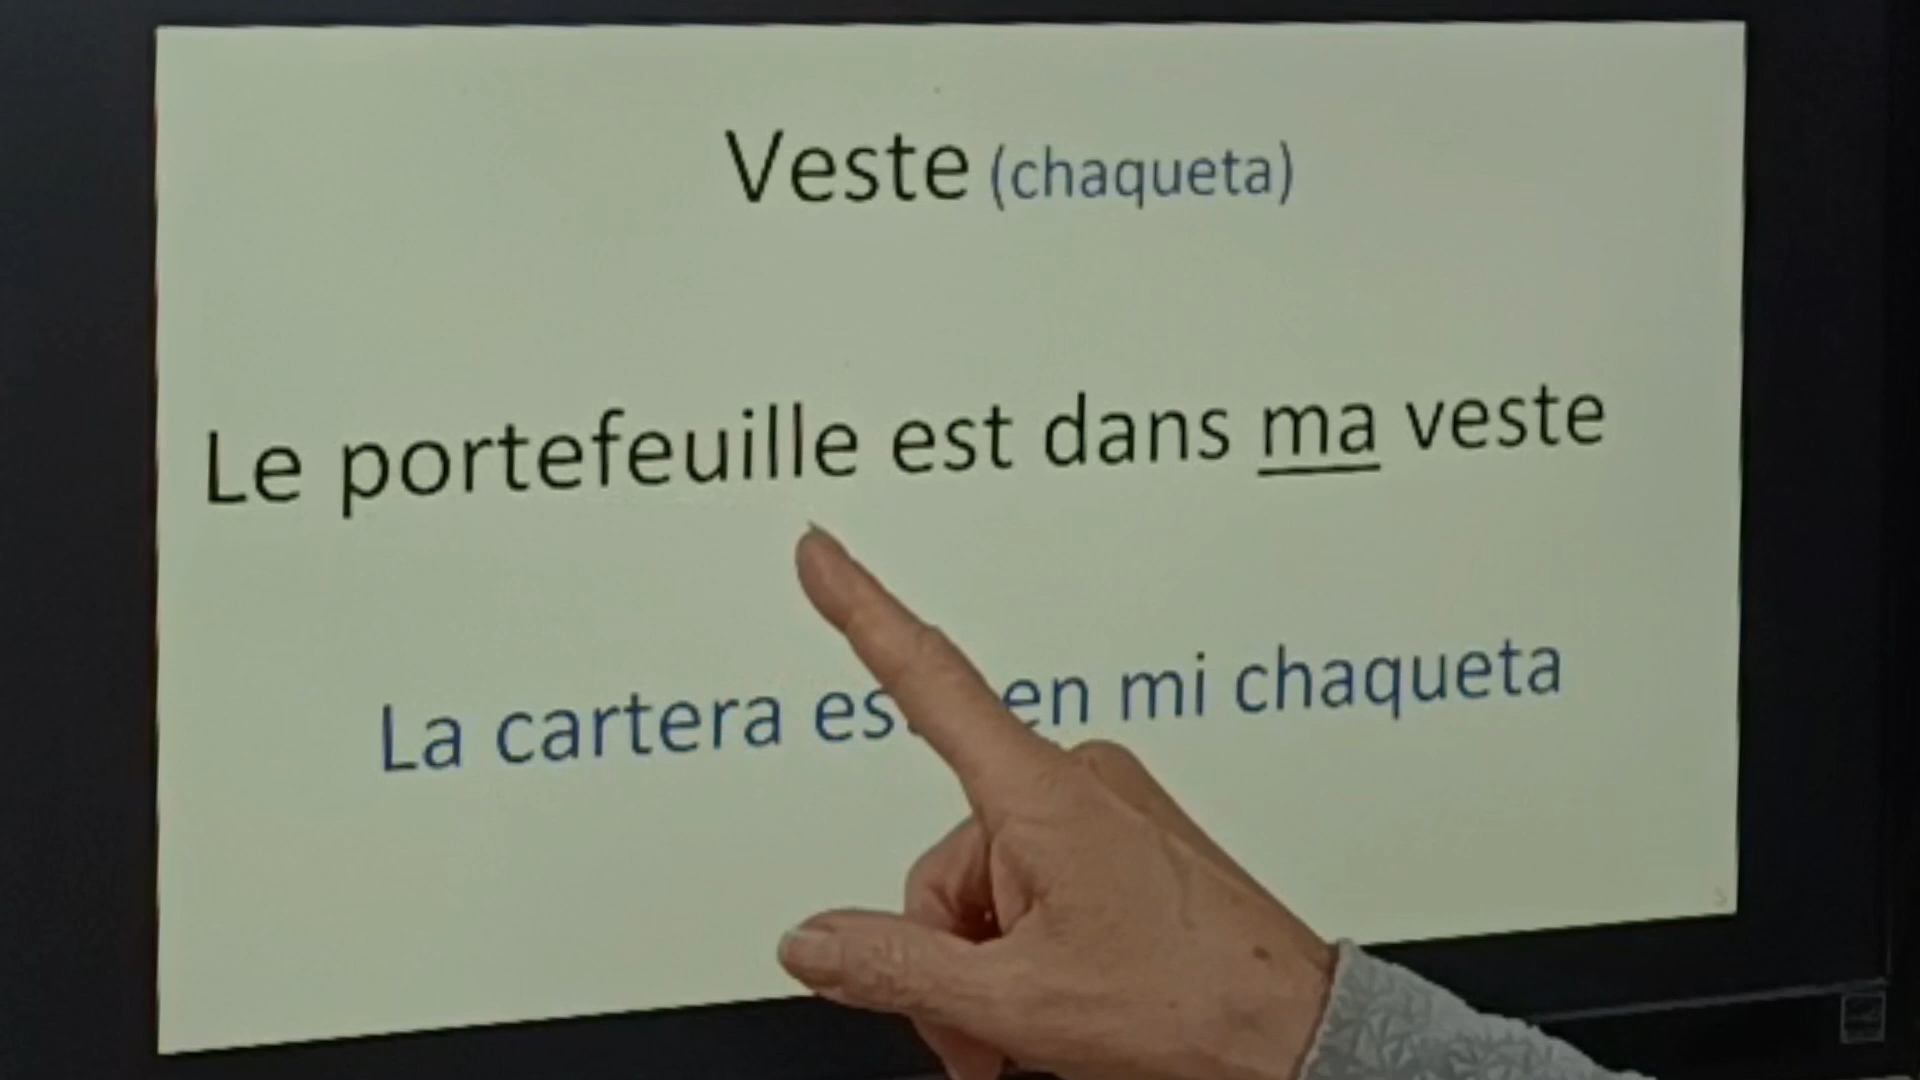 Veste (chaqueta)
Le portefeuille est dans ma veste
La cartera en mi chaqueta